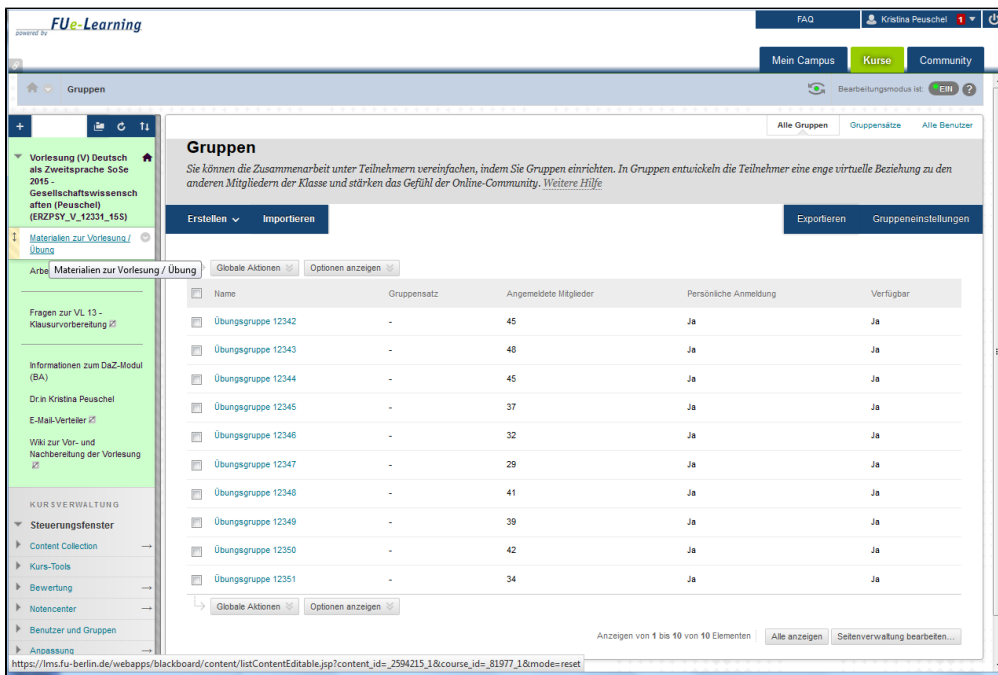 FUe-Learning
powered by
FAQ
Kristina Peuschel 1
Mein Campus Kurse Community
Gruppen
Bearbeitungsmodus ist: EIN ?
Alle Gruppen Gruppensätze Alle Benutzer
Vorlesung (V) Deutsch
als Zweitsprache SoSe
2015 -
Gesellschaftswissensch
aften (Peuschel)
(ERZPSY_V_12331_15S)
Materialien zur Vorlesung /
Übung
Arbe
Materialien zur Vorlesung / Übung
Fragen zur VL 13 -
Klausurvorbereitung
Informationen zum DaZ-Modul
(BA)
Dr.in Kristina Peuschel
E-Mail-Verteiler
Wiki zur Vor- und
Nachbereitung der Vorlesung
KURSVERWALTUNG
Steuerungsfenster
Content Collection
Kurs-Tools
Bewertung
Notencenter
Benutzer und Gruppen
Anpassung
Gruppen
Sie können die Zusammenarbeit unter Teilnehmern vereinfachen, indem Sie Gruppen einrichten. In Gruppen entwickeln die Teilnehmer eine enge virtuelle Beziehung zu den
anderen Mitgliedern der Klasse und stärken das Gefühl der Online-Community. Weitere Hilfe
Erstellen Importieren Exportieren Gruppeneinstellungen
Globale Aktionen Optionen anzeigen
Name Gruppensatz Angemeldete Mitglieder Persönliche Anmeldung Verfügbar
Übungsgruppe 12342 - 45 Ja Ja
Übungsgruppe 12343 - 48 Ja Ja
Übungsgruppe 12344 - 45 Ja Ja
Übungsgruppe 12345 - 37 Ja Ja
Übungsgruppe 12346 - 32 Ja Ja
Übungsgruppe 12347 - 29 Ja Ja
Übungsgruppe 12348 - 41 Ja Ja
Übungsgruppe 12349 - 39 Ja Ja
Übungsgruppe 12350 - 42 Ja Ja
Übungsgruppe 12351 - 34 Ja Ja
Globale Aktionen Optionen anzeigen
Anzeigen von 1 bis 10 von 10 Elementen Alle anzeigen Seitenverwaltung bearbeiten...
https://lms.fu-berlin.de/webapps/blackboard/content/listContentEditable.jsp?content_id=_2594215_1&course_id=_81977_1&mode=reset